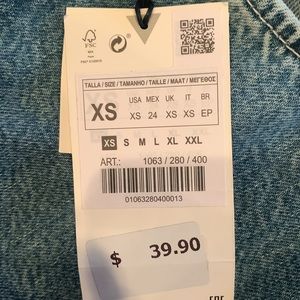 FSC
MIX
TALLA / SIZE / TAMANHO / TAILLE / MAAT / ΜΕΓΕΘΟΣ
XS
USA MEX UK IT BR
XS 24 XS XS EP
XS S M L XL XXL
ART.: 1063 / 280 / 400
01063280400013
$ 39.90